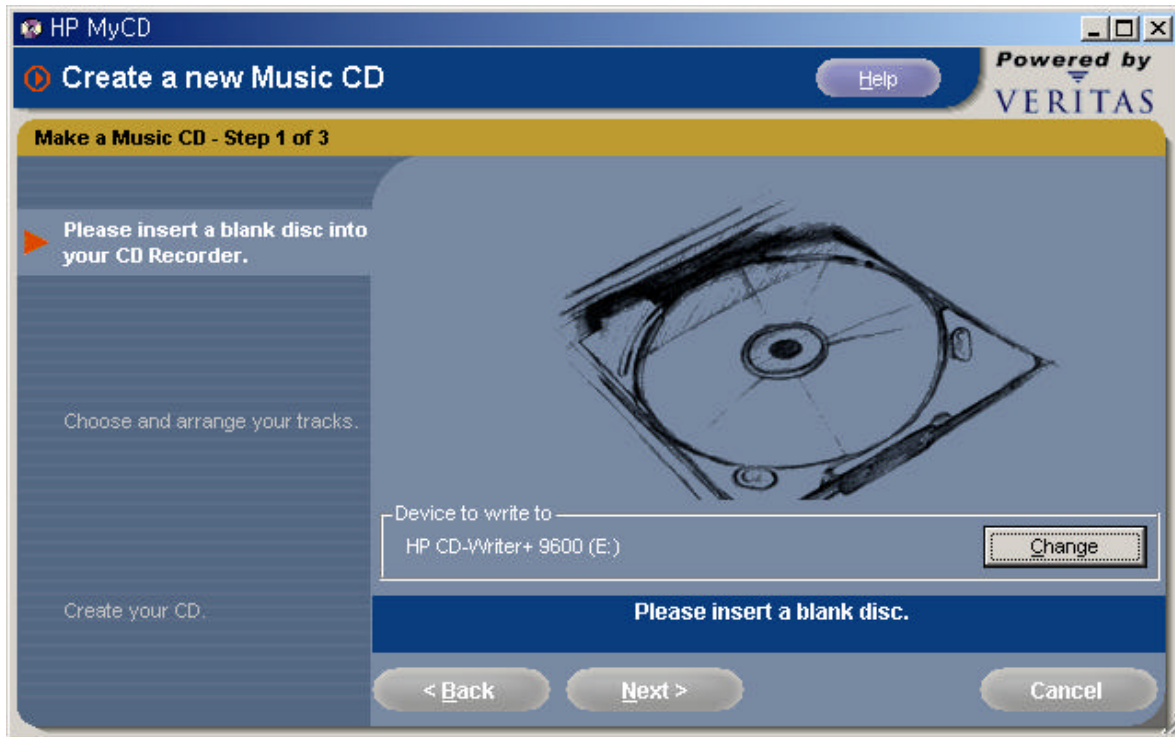 HP MyCD
Create a new Music CD
Help
Powered by
VERITAS
Make a Music CD - Step 1 of 3
Please insert a blank disc into
your CD Recorder.
Choose and arrange your tracks.
Device to write to
HP CD-Writer+ 9600 (E:)
Change
Create your CD.
Please insert a blank disc.
< Back
Next >
Cancel